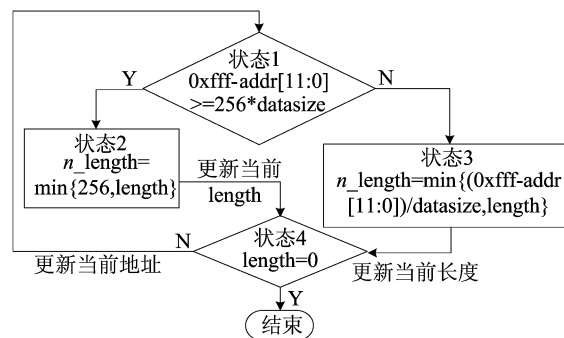 状态1
0xfff-addr[11:0]
>=256*datasize
Y
N
状态2
n_length=
min{256,length}
更新当前
length
状态3
n_length=min{(0xfff-addr
[11:0])/datasize,length}
N
状态4
length=0
更新当前地址
更新当前长度
Y
结束